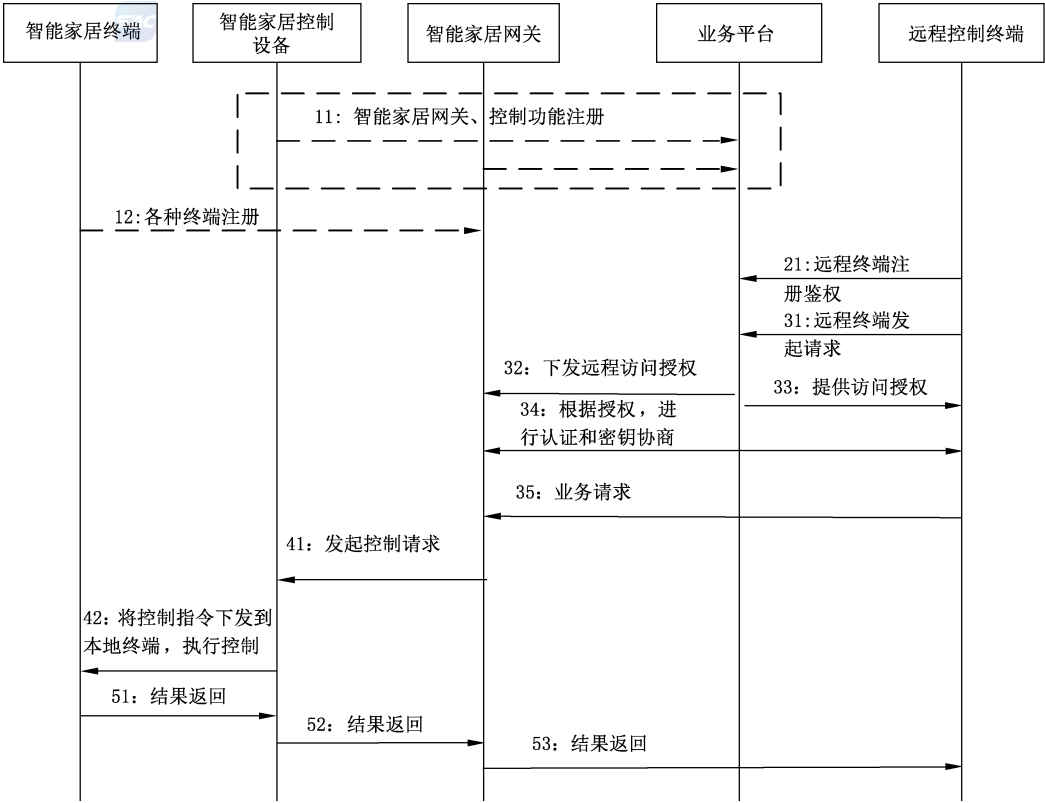 智能家居终端
智能家居控制
设备
智能家居网关
业务平台
远程控制终端
11: 智能家居网关、控制功能注册
12:各种终端注册
21:远程终端注
册鉴权
31:远程终端发
起请求
32: 下发远程访问授权
33: 提供访问授权
34: 根据授权，进
行认证和密钥协商
35: 业务请求
41: 发起控制请求
42: 将控制指令下发到
本地终端，执行控制
51: 结果返回
52: 结果返回
53: 结果返回